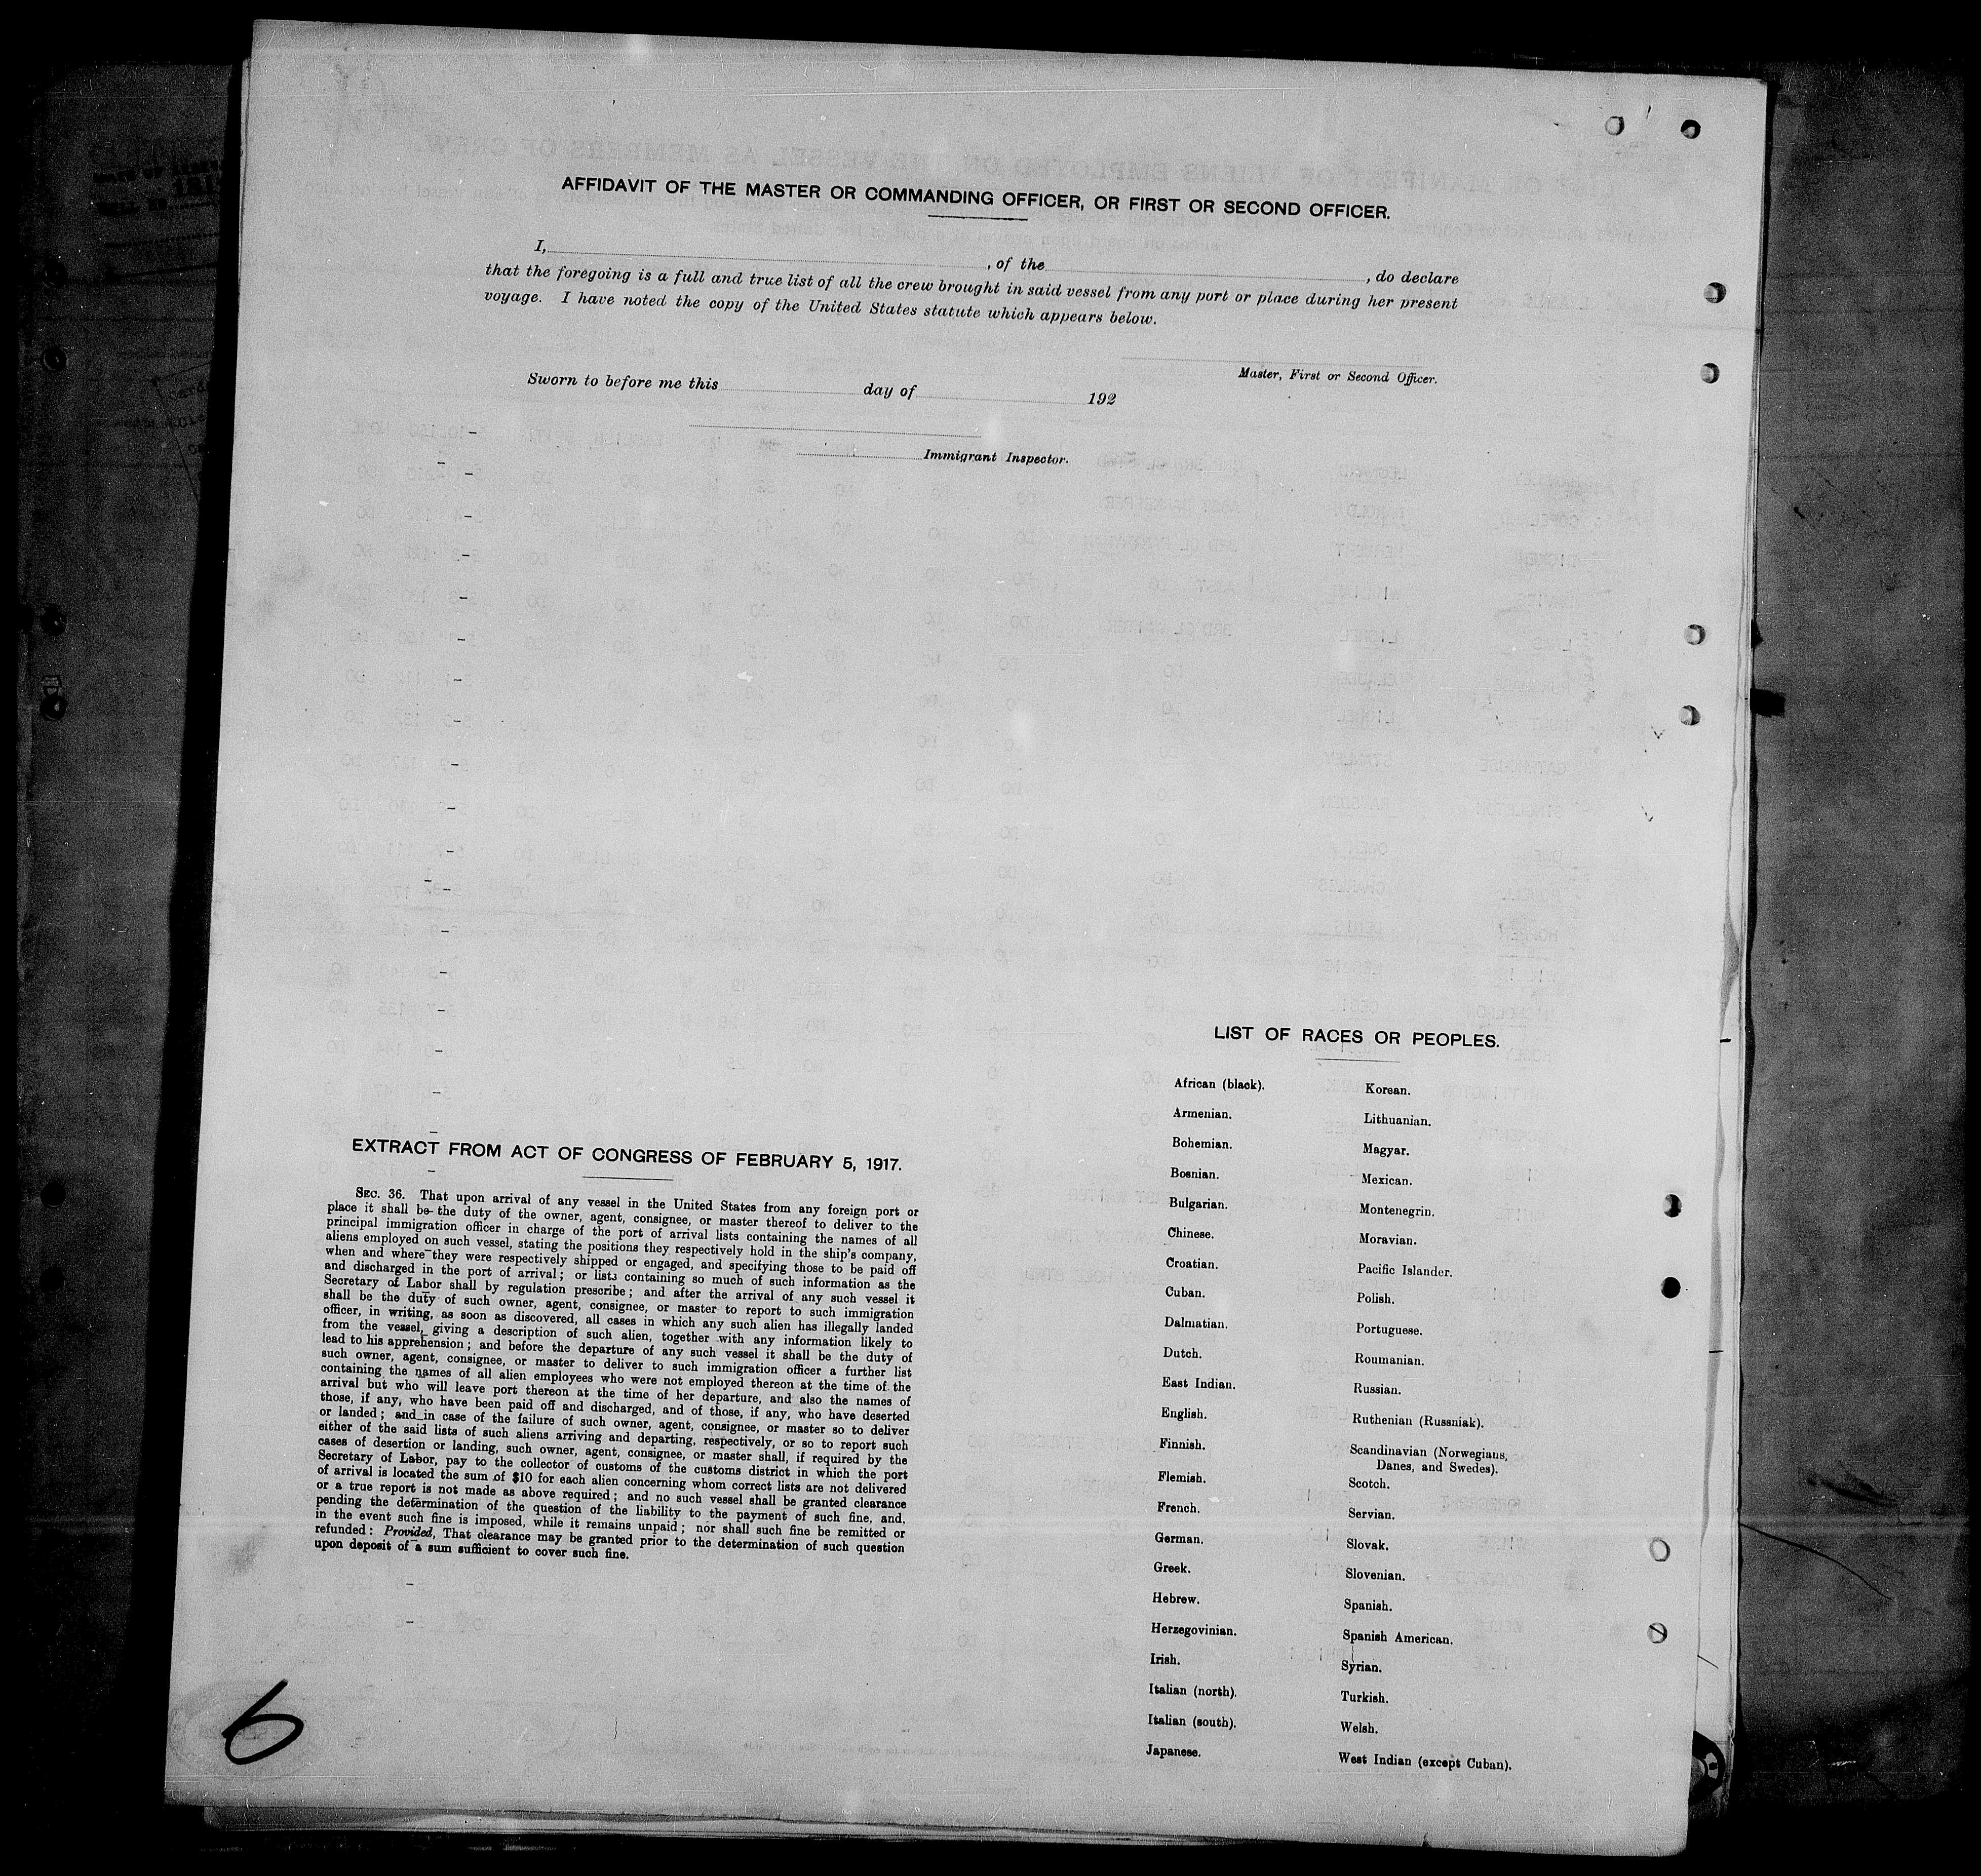 AFFIDAVIT OF THE MASTER OR COMMANDING OFFICER, OR FIRST OR SECOND OFFICER.
I, , of the , do declare
that the foregoing is a full and true list of all the crew brought in said vessel from any port or place during her present
voyage. I have noted the copy of the United States statute which appears below.
Master, First or Second Officer.
Sworn to before me this day of 192
Immigrant Inspector.
EXTRACT FROM ACT OF CONGRESS OF FEBRUARY 5, 1917.
SEC. 36. That upon arrival of any vessel in the United States from any foreign port or
place it shall be the duty of the owner, agent, consignee, or master thereof to deliver to the
principal immigration officer in charge of the port of arrival lists containing the names of all
aliens employed on such vessel, stating the positions they respectively hold in the ship's company,
when and where they were respectively shipped or engaged, and specifying those to be paid off
and discharged in the port of arrival; or lists containing so much of such information as the
Secretary of Labor shall by regulation prescribe; and after the arrival of any such vessel it
shall be the duty of such owner, agent, consignee, or master to report to such immigration
officer, in writing, as soon as discovered, all cases in which any such alien has illegally landed
from the vessel, giving a description of such alien, together with any information likely to
lead to his apprehension; and before the departure of any such vessel it shall be the duty of
such owner, agent, consignee, or master to deliver to such immigration officer a further list
containing the names of all alien employees who were not employed thereon at the time of the
arrival but who will leave port thereon at the time of her departure, and also the names of
those, if any, who have been paid off and discharged, and of those, if any, who have deserted
or landed; and in case of the failure of such owner, agent, consignee, or master so to deliver
either of the said lists of such aliens arriving and departing, respectively, or so to report such
cases of desertion or landing, such owner, agent, consignee, or master shall, if required by the
Secretary of Labor, pay to the collector of customs of the customs district in which the port
of arrival is located the sum of $10 for each alien concerning whom correct lists are not delivered
or a true report is not made as above required; and no such vessel shall be granted clearance
pending the determination of the question of the liability to the payment of such fine, and,
in the event such fine is imposed, while it remains unpaid; nor shall such fine be remitted or
refunded: Provided, That clearance may be granted prior to the determination of such question
upon deposit of a sum sufficient to cover such fine.
LIST OF RACES OR PEOPLES.
African (black).
Armenian.
Bohemian.
Bosnian.
Bulgarian.
Chinese.
Croatian.
Cuban.
Dalmatian.
Dutch.
East Indian.
English.
Finnish.
Flemish.
French.
German.
Greek.
Hebrew.
Herzegovinian.
Irish.
Italian (north).
Italian (south).
Japanese.
Korean.
Lithuanian.
Magyar.
Mexican.
Montenegrin.
Moravian.
Pacific Islander.
Polish.
Portuguese.
Roumanian.
Russian.
Ruthenian (Russniak).
Scandinavian (Norwegians,
Danes, and Swedes).
Scotch.
Servian.
Slovak.
Slovenian.
Spanish.
Spanish American.
Syrian.
Turkish.
Welsh.
West Indian (except Cuban).
6